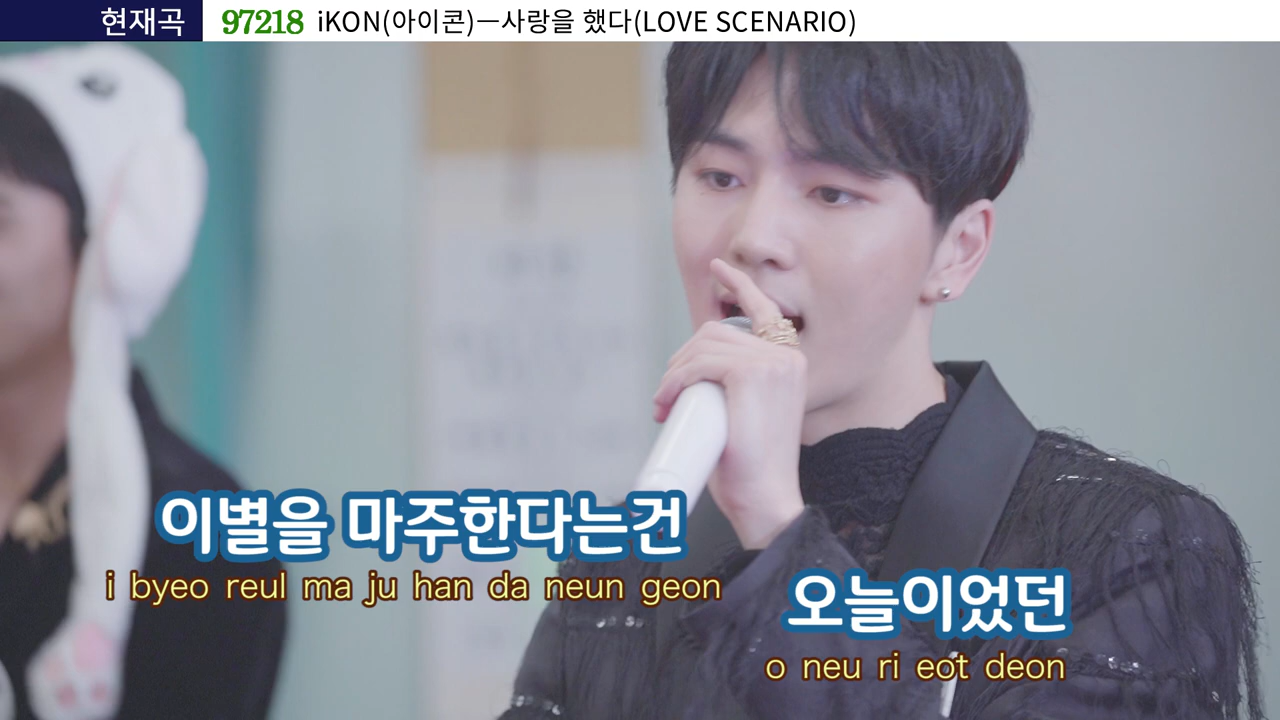 현재곡 97218 iKON(아이콘)－사랑을 했다(LOVE SCENARIO)
이별을 마주한다는건
i byeo reul ma ju han da neun geon
오늘이었던
o neu ri eot deon